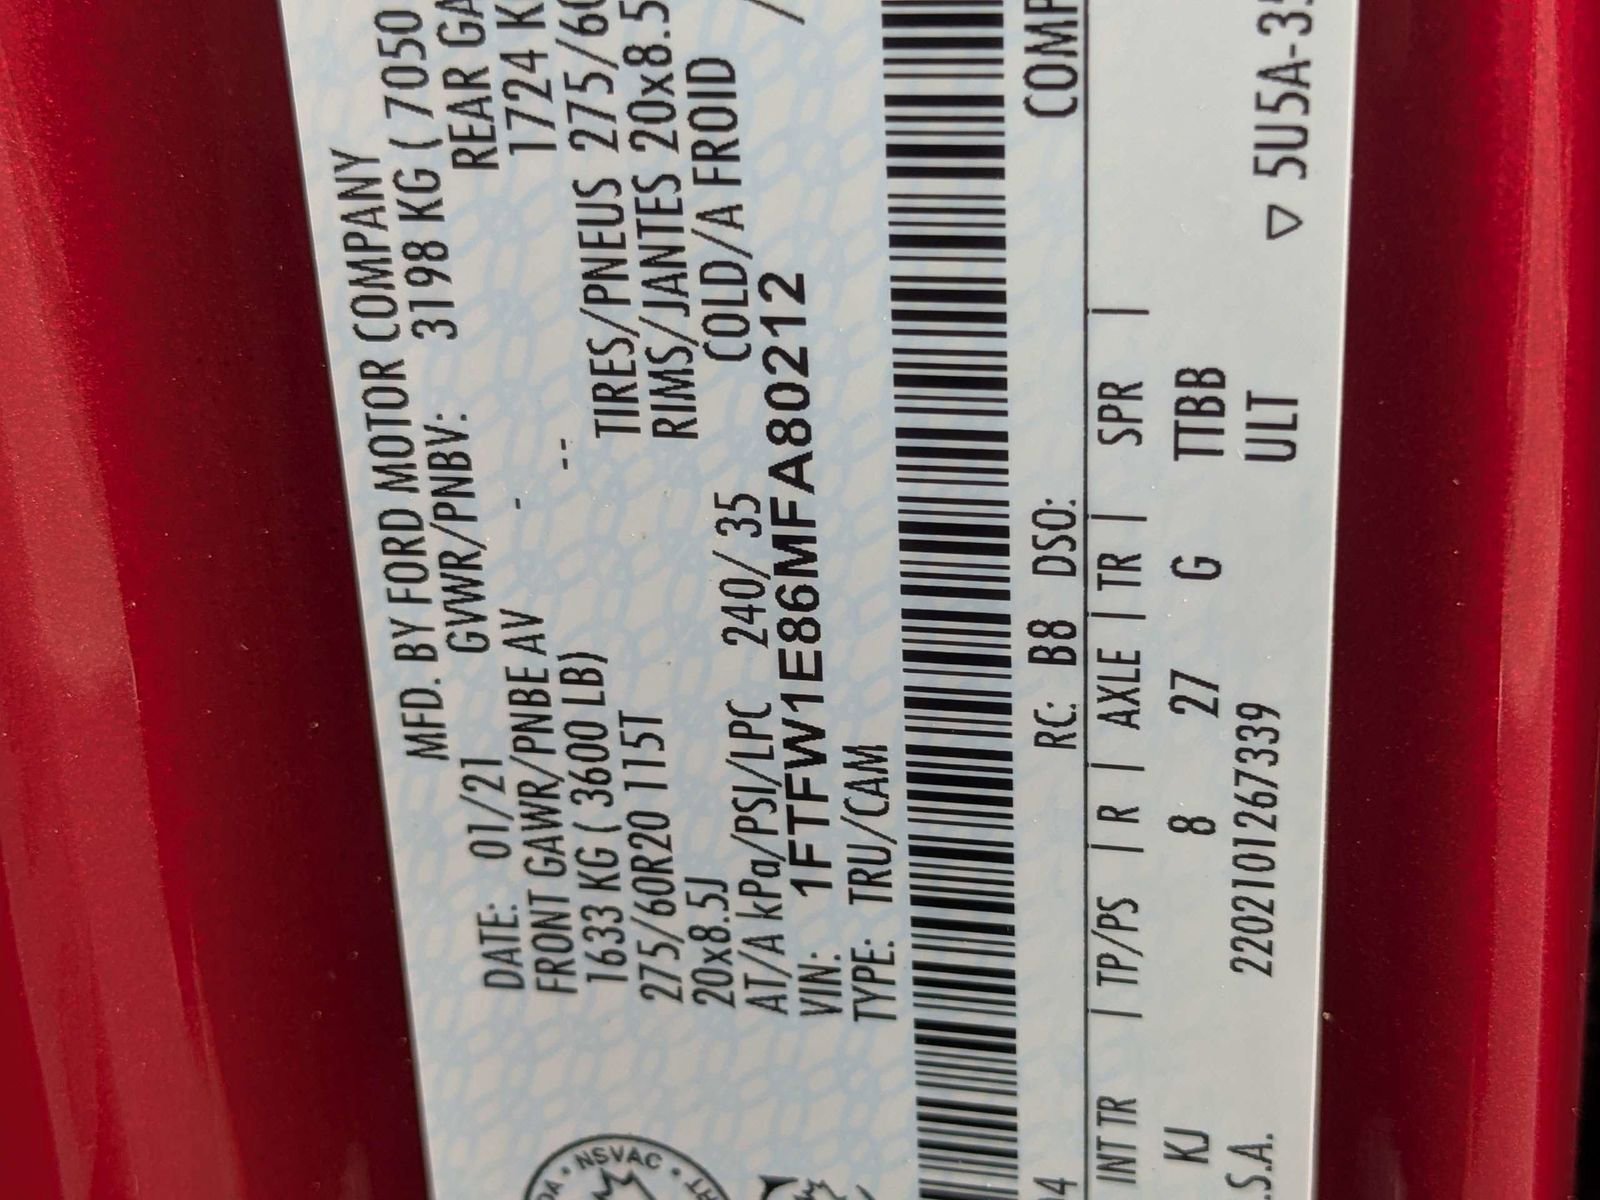 MFD. BY FORD MOTOR COMPANY
DATE: 01/21 GVWR/PNBV: 3198 KG ( 7050
FRONT GAWR/PNBE AV - REAR GA
1633 KG ( 3600 LB) -- 1724 K
275/60R20 115T TIRES/PNEUS 275/60
20x8.5J RIMS/JANTES 20x8.5
AT/A kPa/PSI/LPC 240/ 35 COLD/A FROID
VIN: 1FTFW1E86MFA80212
TYPE: TRU/CAM
NSVAC
RC: B8 DSO: COMP
INT TR | TP/PS | R | AXLE | TR | SPR |
KJ 8 27 G TTBB
.S.A. 2202101267339 ULT ▽ 5U5A-35